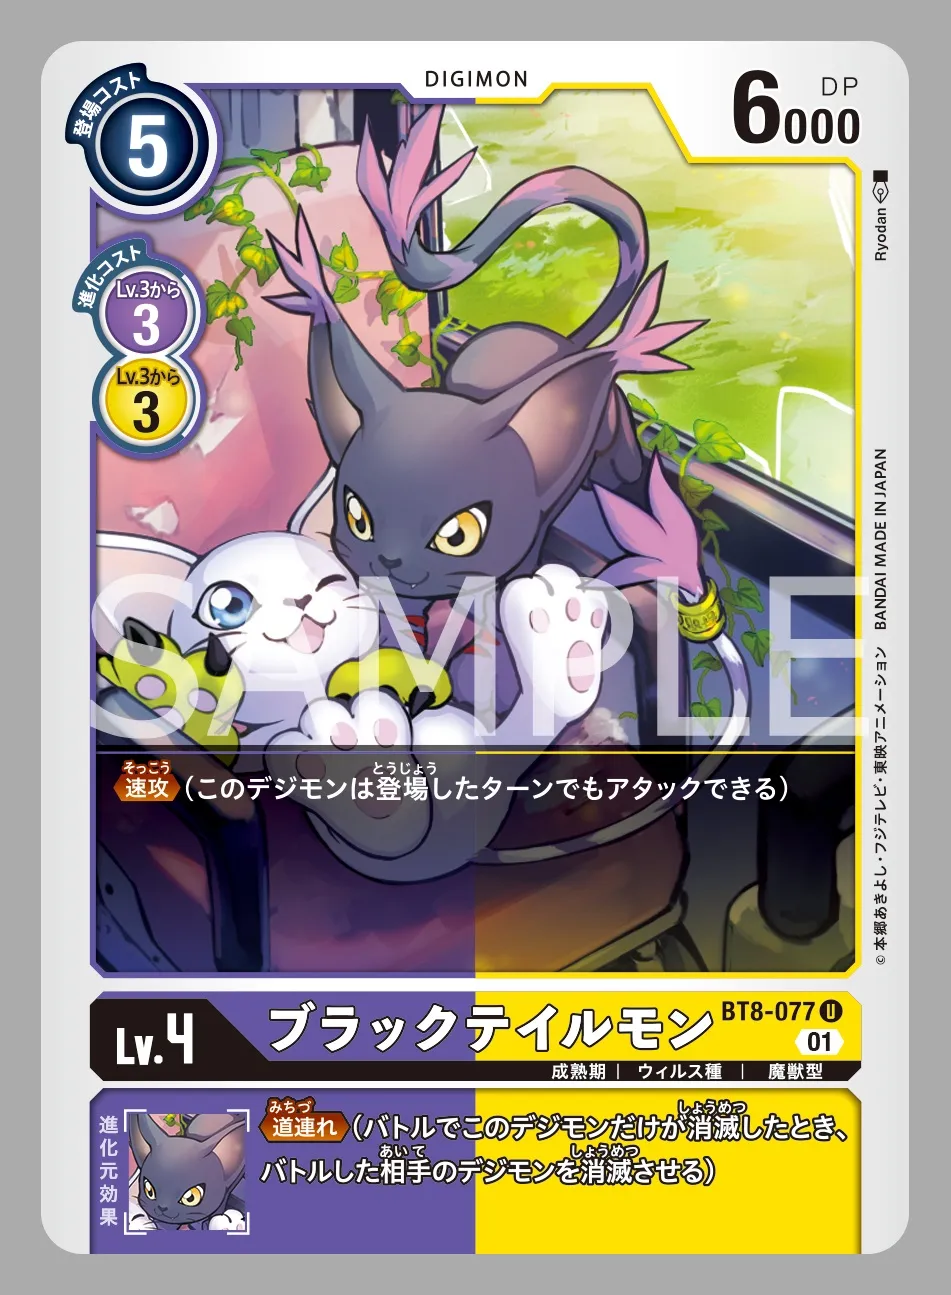 DIGIMON
登場コスト
5
DP
6000
進化コスト
Lv.3から
3
Lv.3から
3
Ryodan
©本郷あきよし・フジテレビ・東映アニメーション BANDAI MADE IN JAPAN
SAMPLE
そっこう とうじょう
速攻(このデジモンは登場したターンでもアタックできる)
Lv.4
ブラックテイルモン
BT8-077 U
01
成熟期 | ウィルス種 | 魔獣型
進化元効果
みちづ しょうめつ
道連れ(バトルでこのデジモンだけが消滅したとき、
あいて しょうめつ
バトルした相手のデジモンを消滅させる)